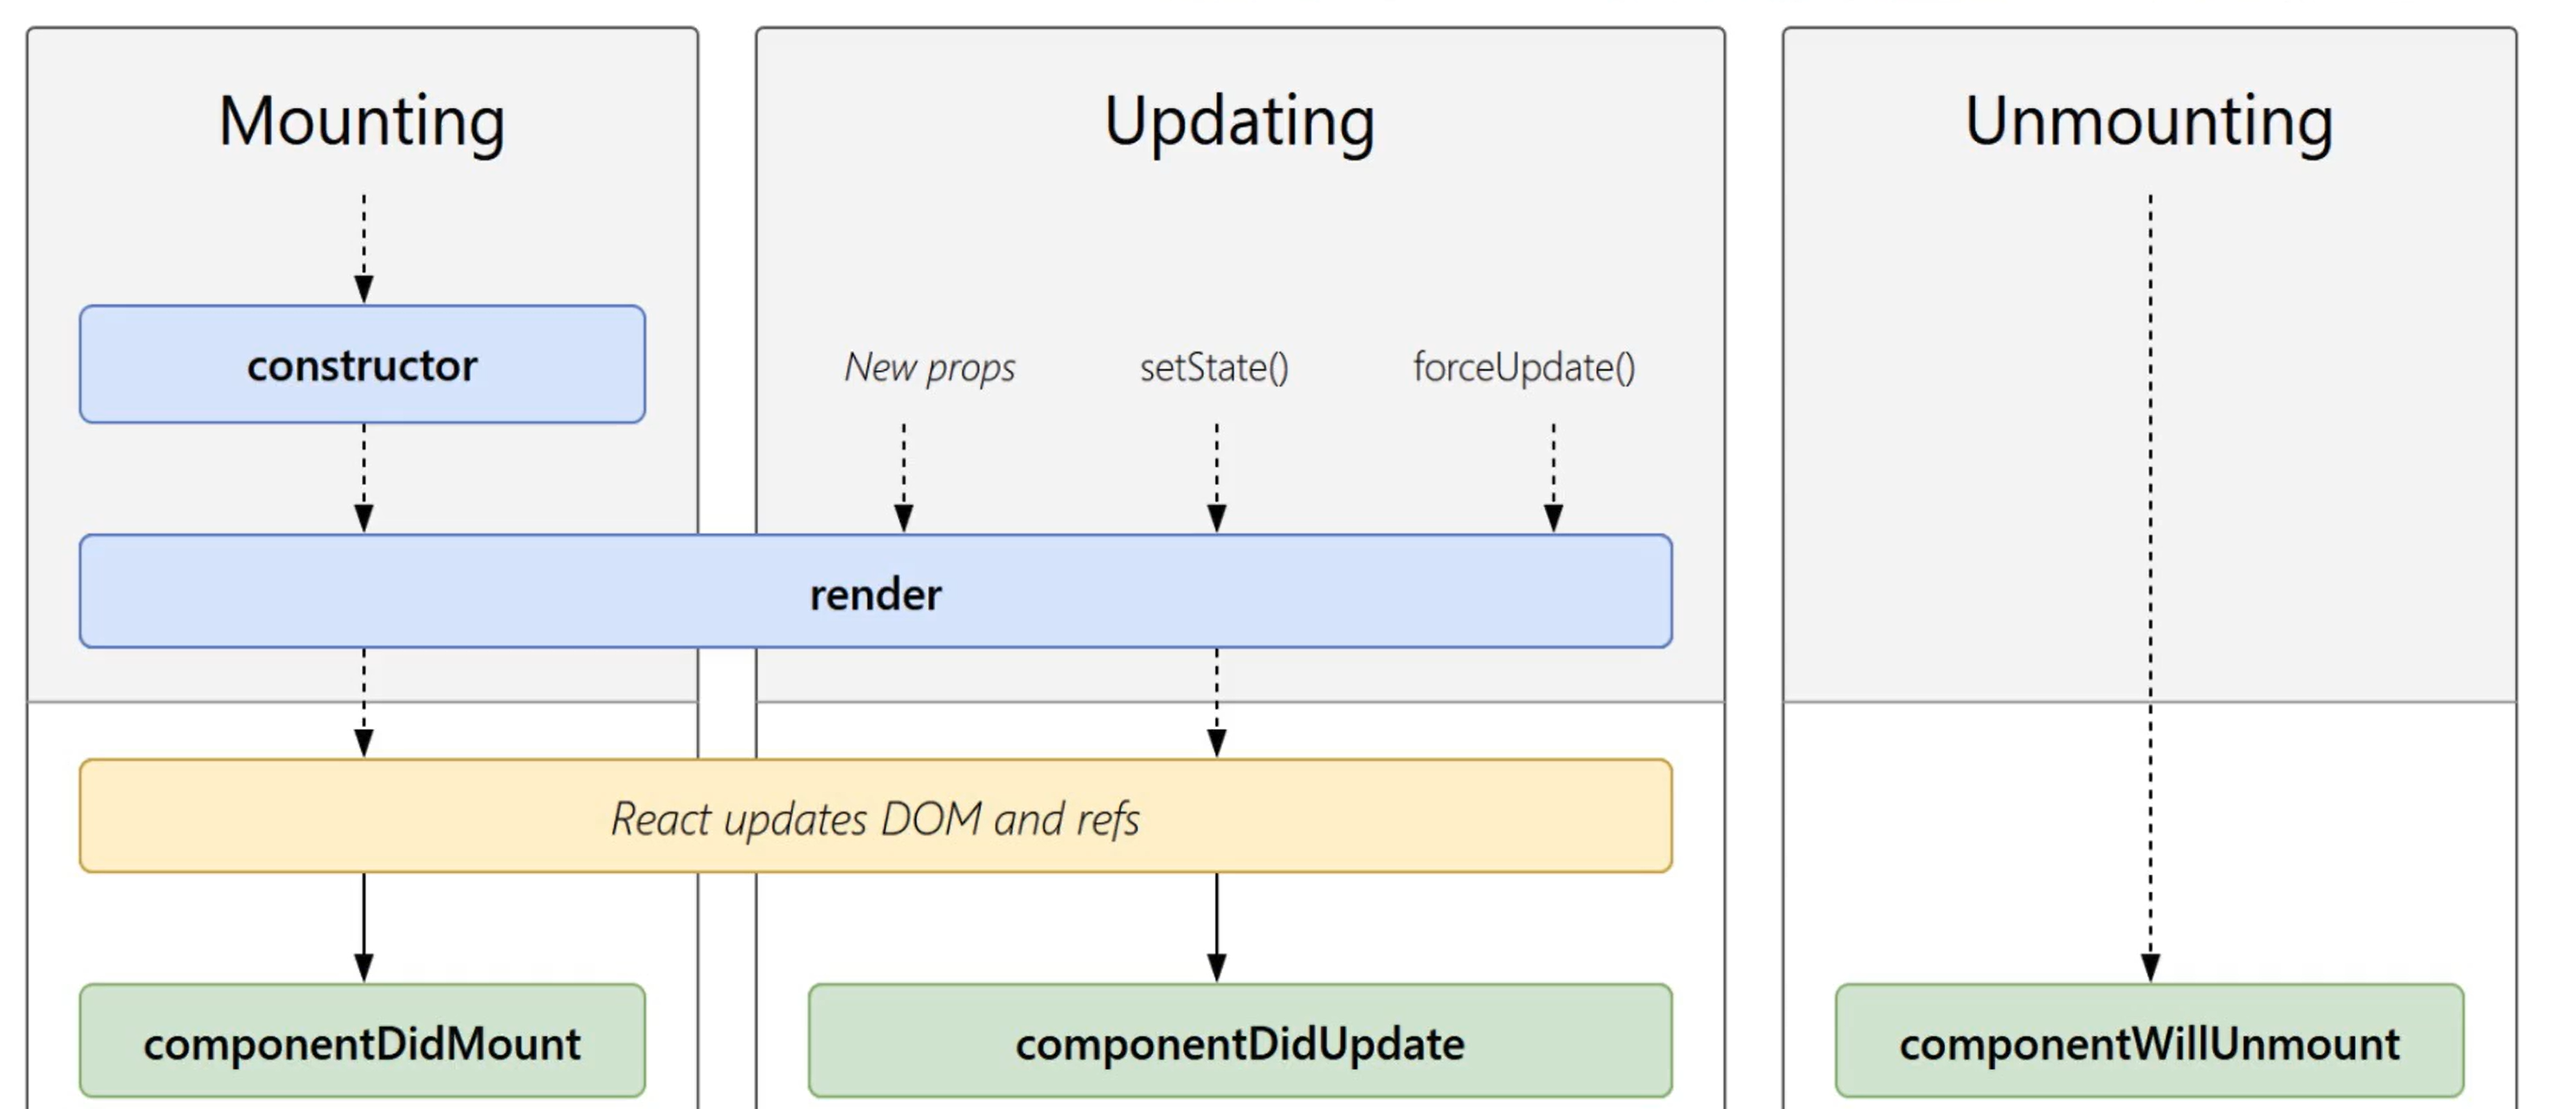 Mounting
Updating
Unmounting
constructor
New props
setState()
forceUpdate()
render
React updates DOM and refs
componentDidMount
componentDidUpdate
componentWillUnmount